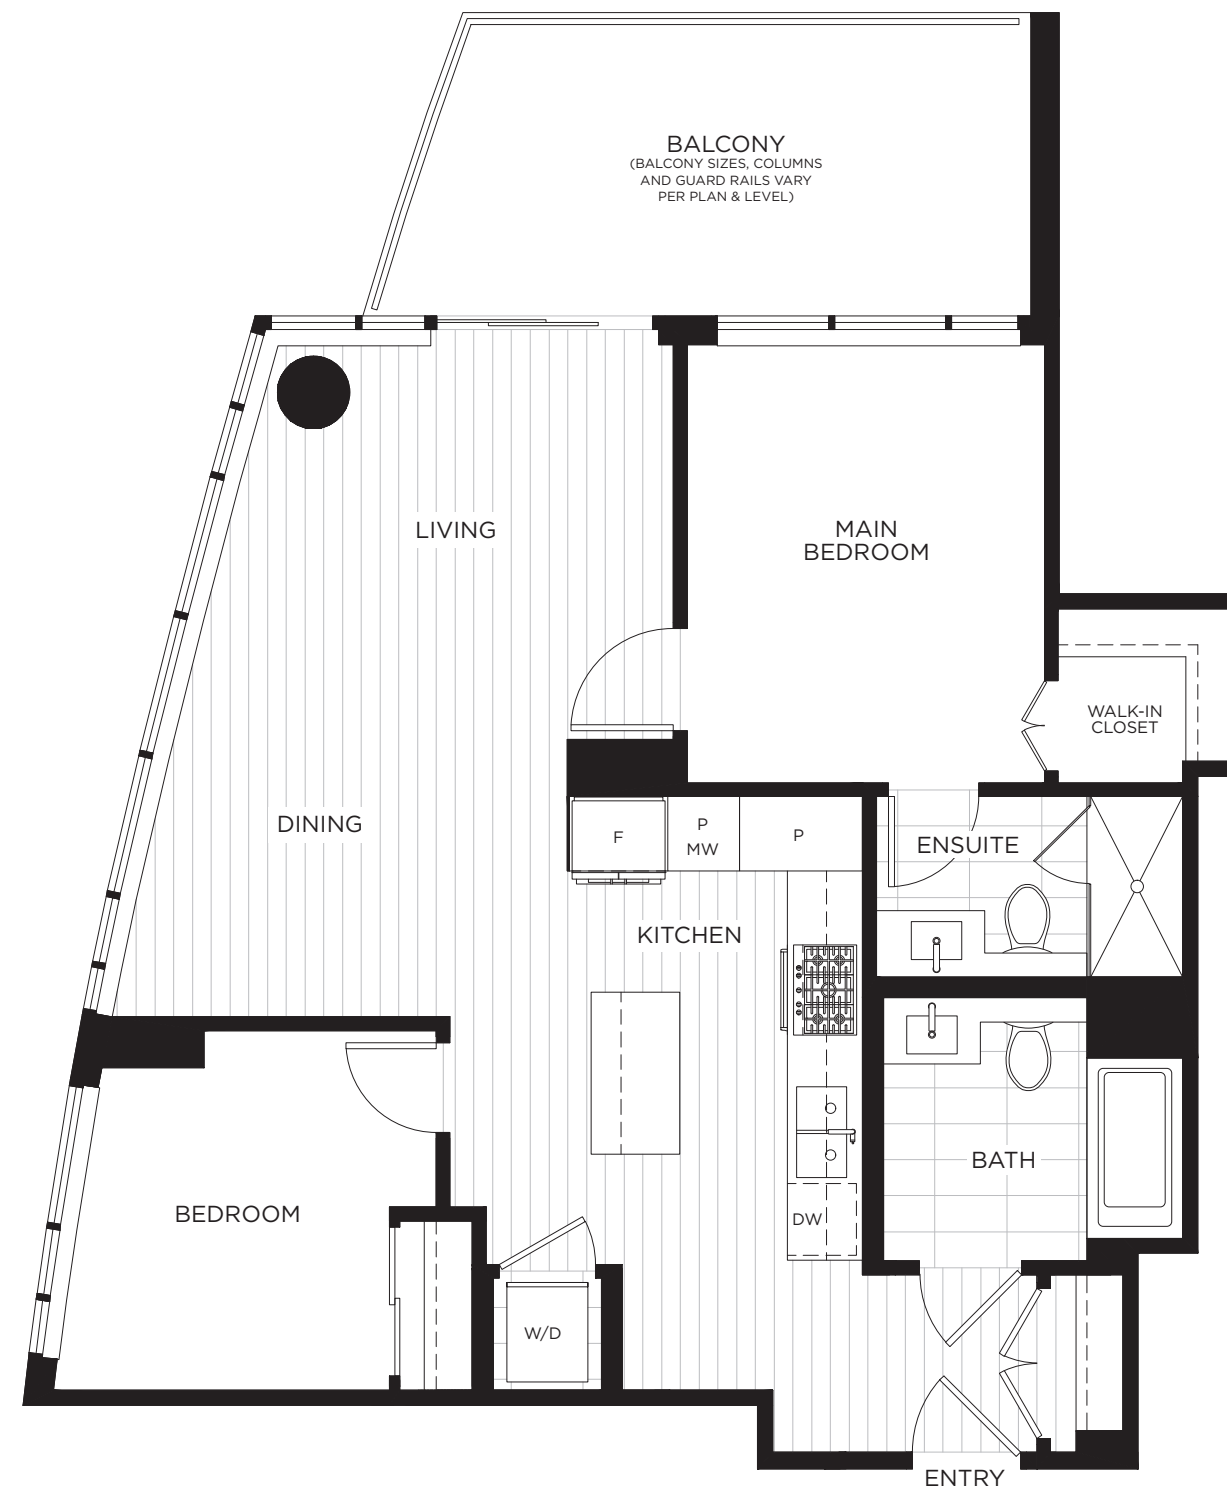 BALCONY
(BALCONY SIZES, COLUMNS
AND GUARD RAILS VARY
PER PLAN & LEVEL)
LIVING
MAIN
BEDROOM
WALK-IN
CLOSET
DINING
F
P
MW
P
ENSUITE
KITCHEN
BATH
BEDROOM
DW
W/D
ENTRY